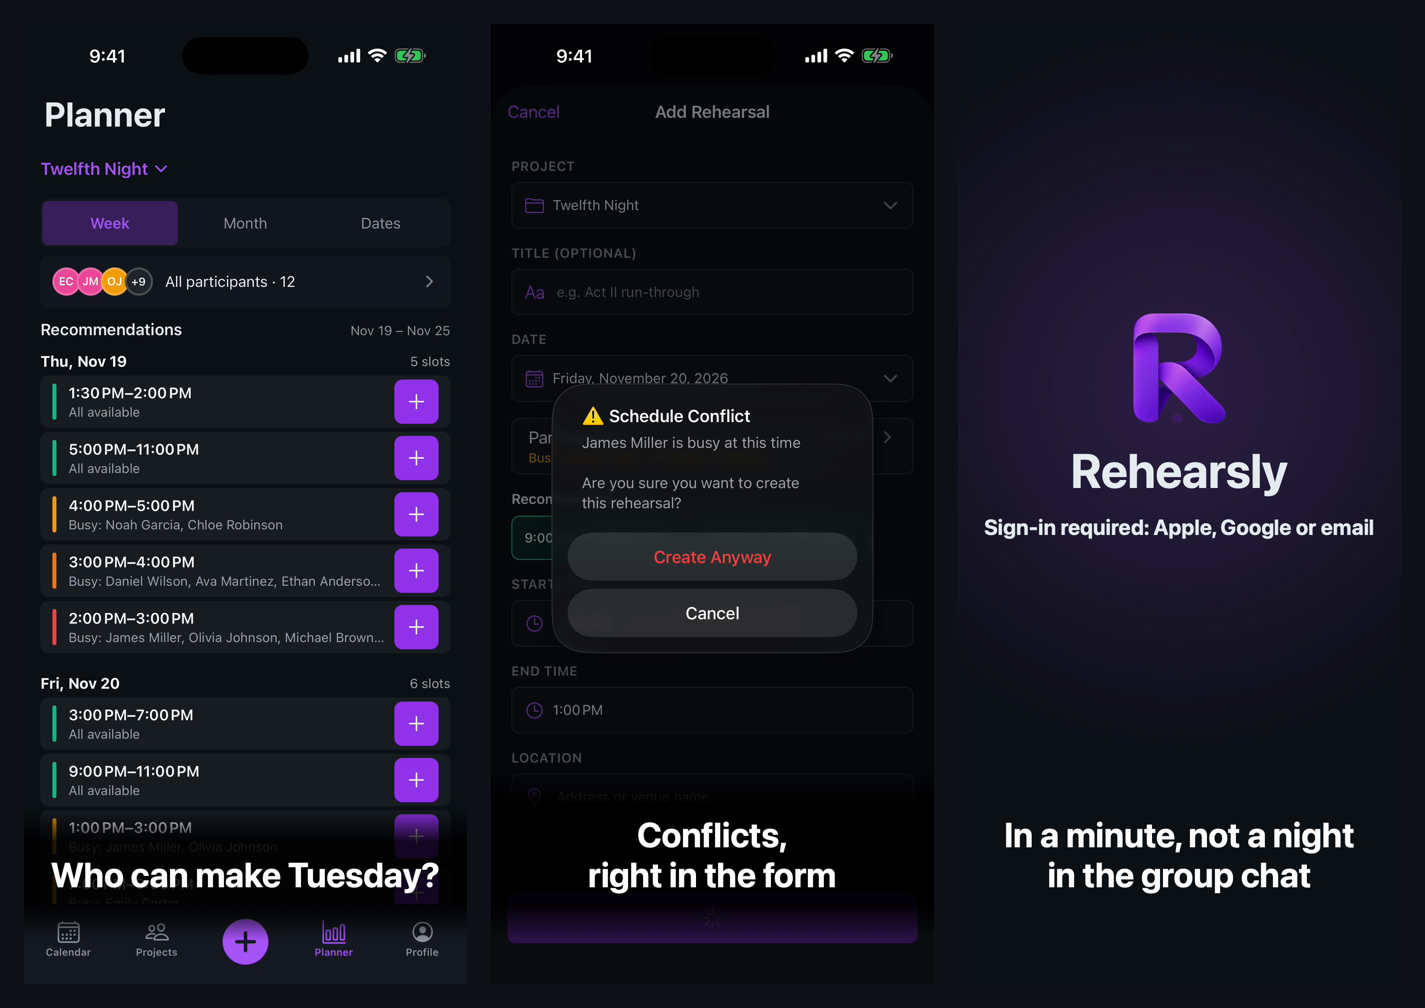 9:41
Planner
Twelfth Night
Week
Month
Dates
EC
JM
OJ
+9
All participants · 12
Recommendations
Nov 19 – Nov 25
Thu, Nov 19
5 slots
1:30 PM–2:00 PM
All available
5:00 PM–11:00 PM
All available
4:00 PM–5:00 PM
Busy: Noah Garcia, Chloe Robinson
3:00 PM–4:00 PM
Busy: Daniel Wilson, Ava Martinez, Ethan Anderso...
2:00 PM–3:00 PM
Busy: James Miller, Olivia Johnson, Michael Brown...
Fri, Nov 20
6 slots
3:00 PM–7:00 PM
All available
9:00 PM–11:00 PM
All available
1:00 PM–3:00 PM
Busy: James Miller, Olivia Johnson
Who can make Tuesday?
Busy: Emily Carter
Calendar
Projects
Planner
Profile
9:41
Cancel
Add Rehearsal
PROJECT
Twelfth Night
TITLE (OPTIONAL)
Aa
e.g. Act II run-through
DATE
Friday, November 20, 2026
Par
Bus
⚠️ Schedule Conflict
James Miller is busy at this time
Are you sure you want to create
this rehearsal?
Recom
9:00
Create Anyway
START
Cancel
END TIME
1:00 PM
LOCATION
Address or venue name
Conflicts,
right in the form
Rehearsly
Sign-in required: Apple, Google or email
In a minute, not a night
in the group chat